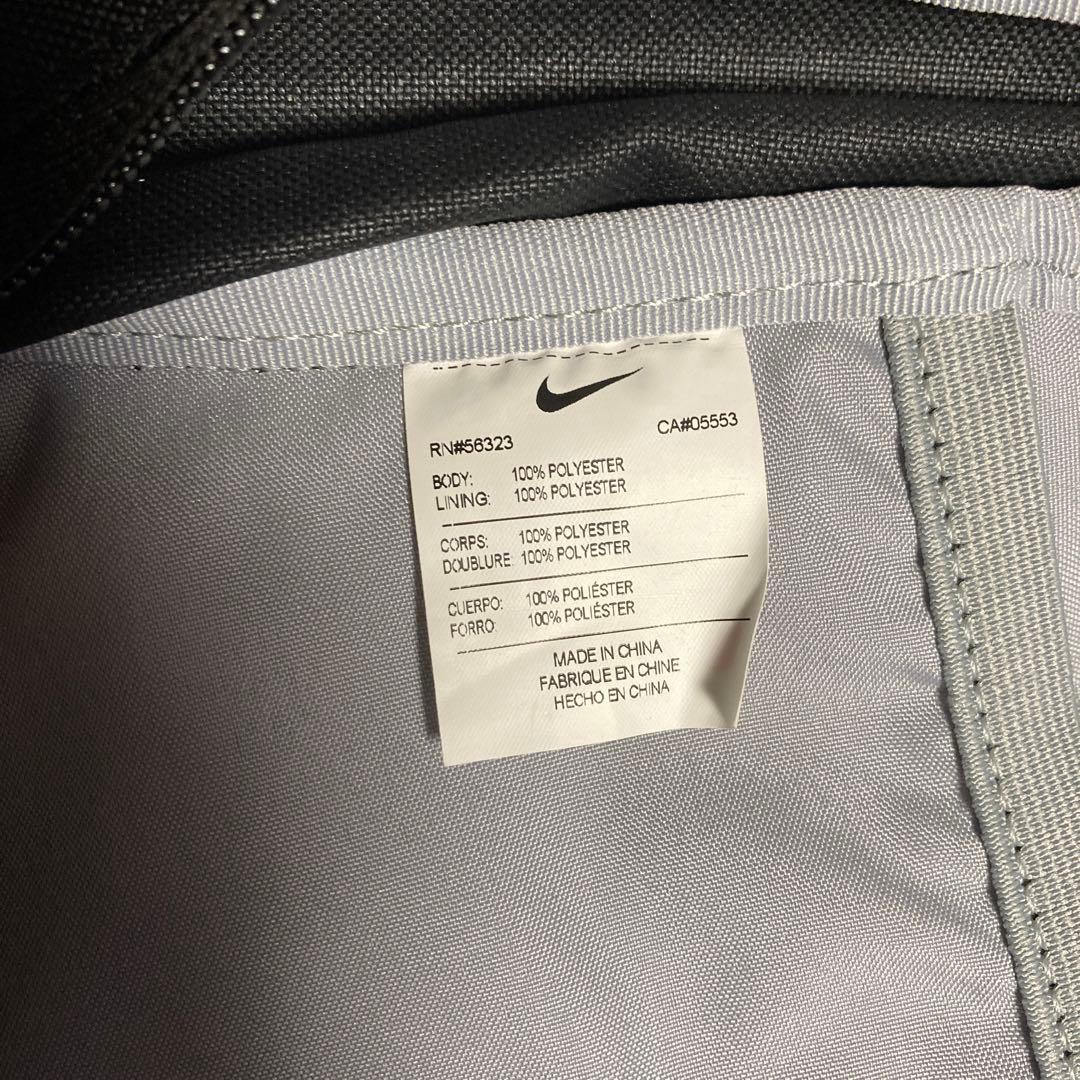 RN#56323 CA#05553
BODY: 100% POLYESTER
LINING: 100% POLYESTER
CORPS: 100% POLYESTER
DOUBLURE: 100% POLYESTER
CUERPO: 100% POLIÉSTER
FORRO: 100% POLIÉSTER
MADE IN CHINA
FABRIQUE EN CHINE
HECHO EN CHINA